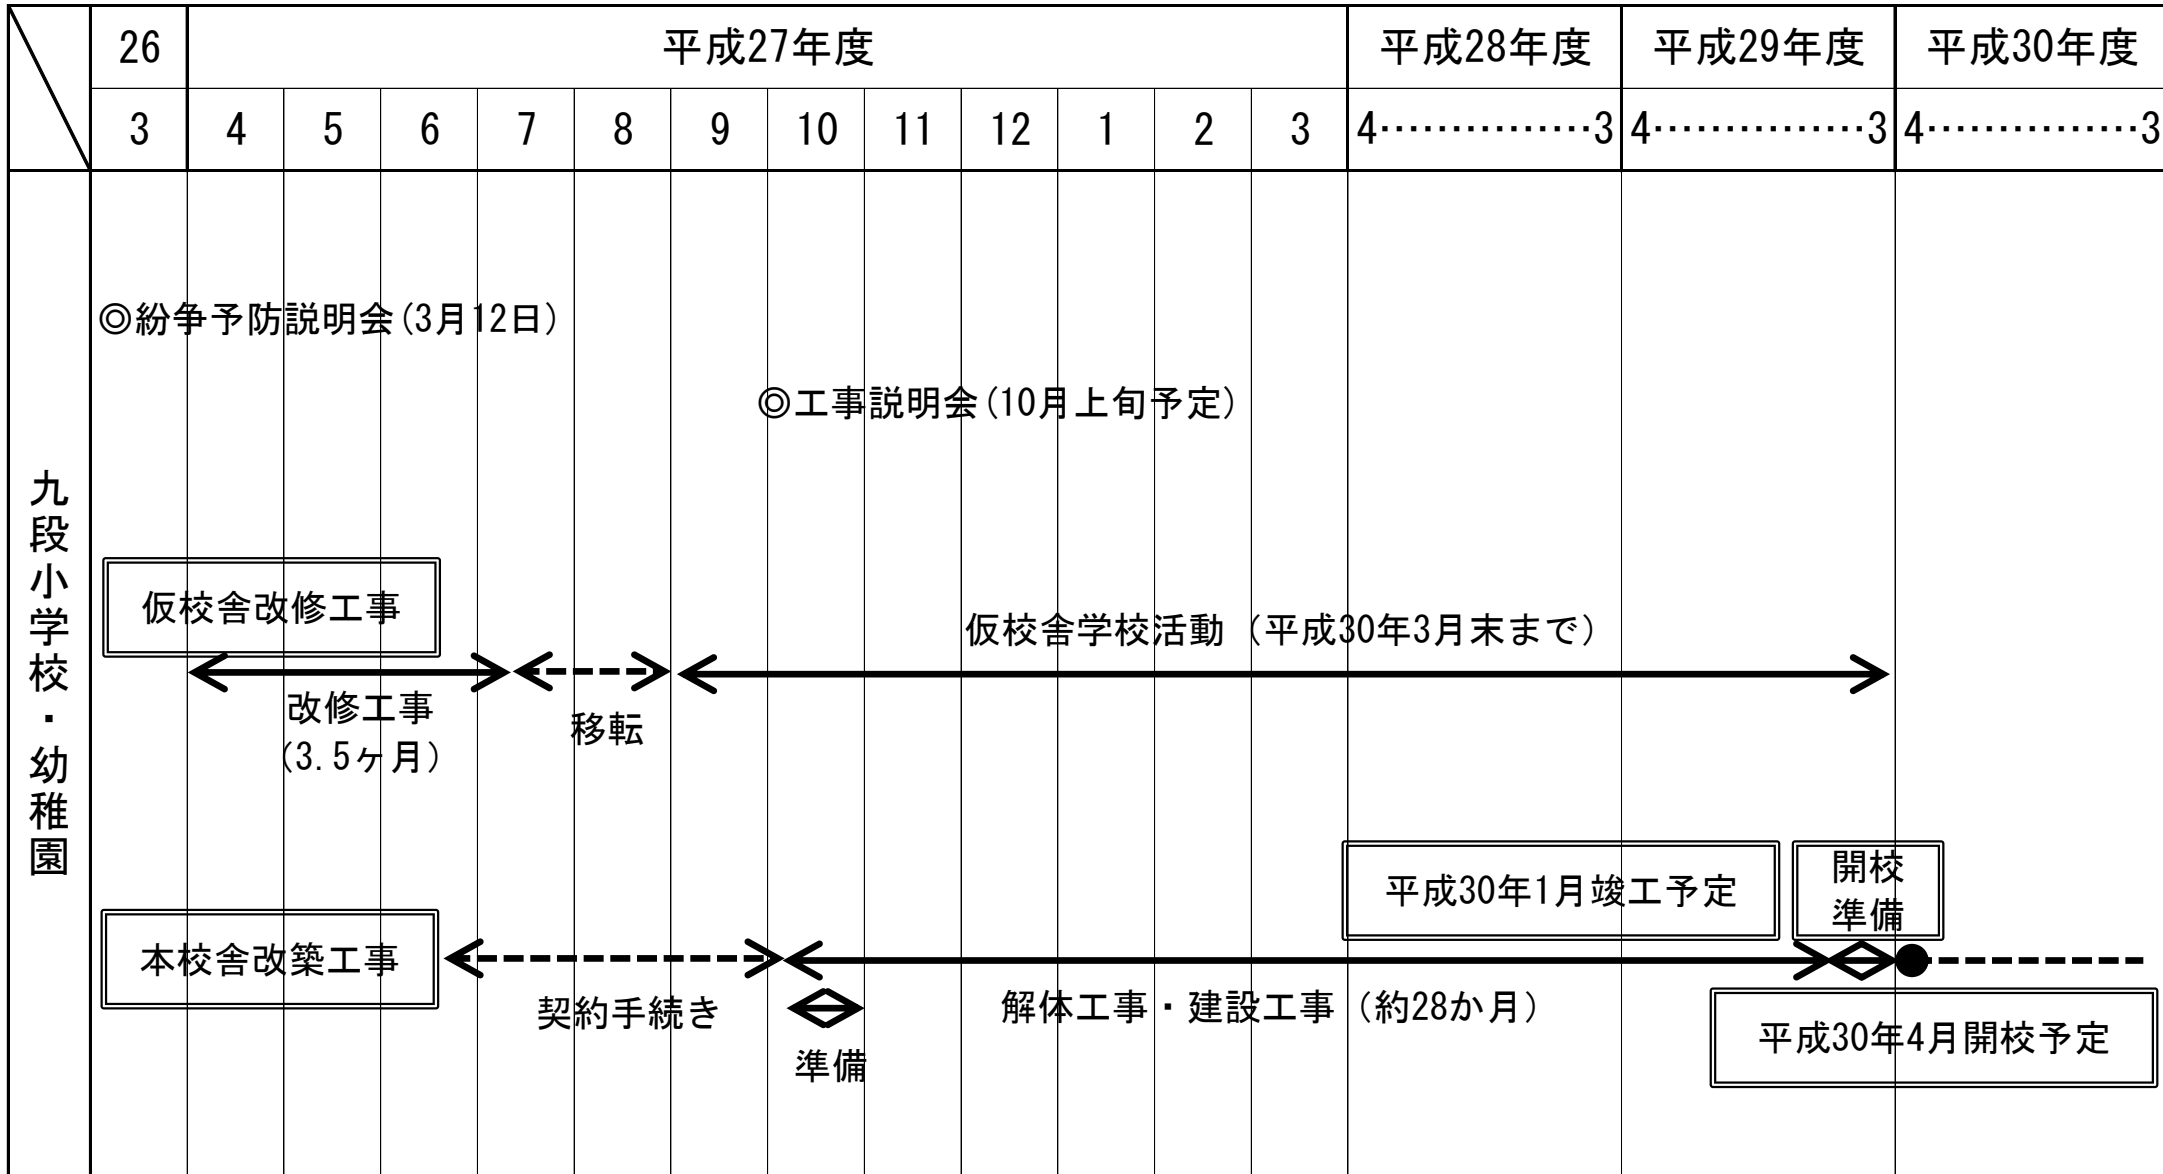 26 平成27年度 平成28年度 平成29年度 平成30年度
3 4 5 6 7 8 9 10 11 12 1 2 3 4……………3 4……………3 4……………3
九段小学校・幼稚園
◎紛争予防説明会(3月12日)
◎工事説明会(10月上旬予定)
仮校舎改修工事
仮校舎学校活動(平成30年3月末まで)
改修工事
(3.5ヶ月)
移転
平成30年1月竣工予定
開校
準備
本校舎改築工事
契約手続き
準備
解体工事・建設工事(約28か月)
平成30年4月開校予定